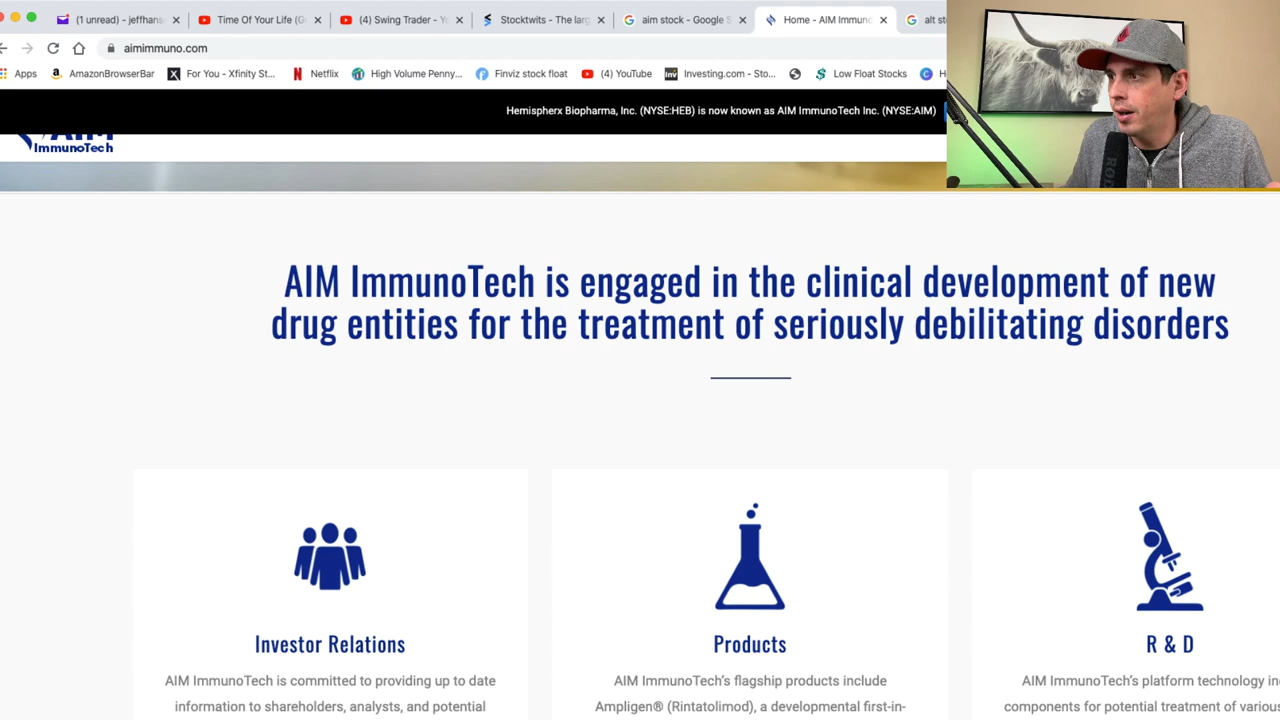 (1 unread) - jeffhans
Time Of Your Life (G
(4) Swing Trader - Yo
Stocktwits - The larg
aim stock - Google S
Home - AIM Immuno
alt st
aimimmuno.com
Apps
AmazonBrowserBar
For You - Xfinity St...
Netflix
High Volume Penny...
Finviz stock float
(4) YouTube
Investing.com - Sto...
Low Float Stocks
Hemispherx Biopharma, Inc. (NYSE:HEB) is now known as AIM ImmunoTech Inc. (NYSE:AIM)
AIM
ImmunoTech
AIM ImmunoTech is engaged in the clinical development of new
drug entities for the treatment of seriously debilitating disorders
Investor Relations
AIM ImmunoTech is committed to providing up to date
information to shareholders, analysts, and potential
Products
AIM ImmunoTech's flagship products include
Ampligen® (Rintatolimod), a developmental first-in-
R & D
AIM ImmunoTech's platform technology in
components for potential treatment of various
RØDE